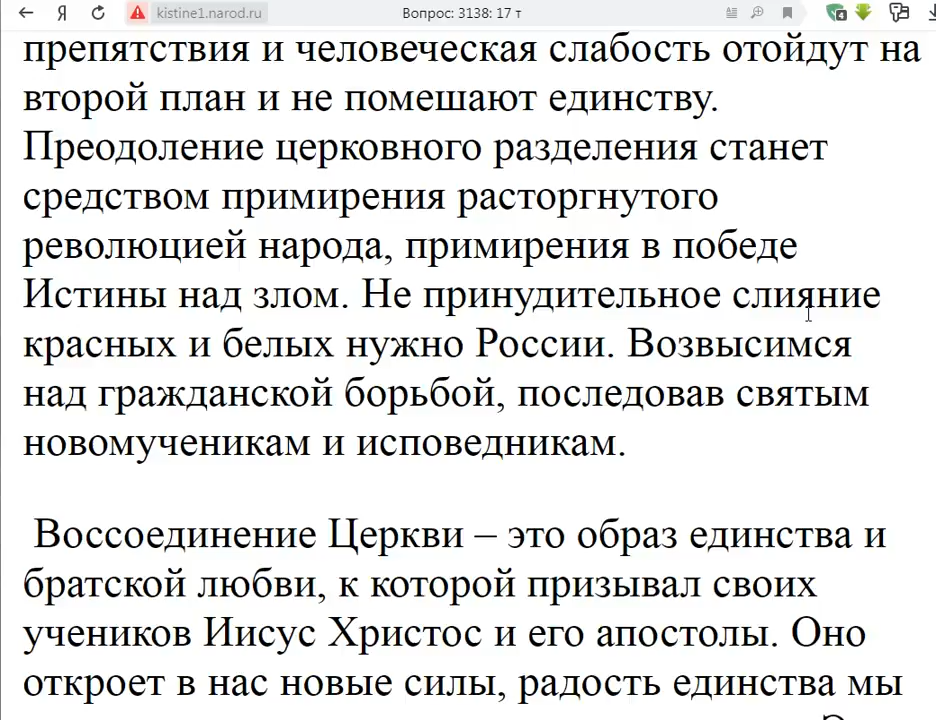 kistine1.narod.ru
Вопрос: 3138: 17 т
4
препятствия и человеческая слабость отойдут на
второй план и не помешают единству.
Преодоление церковного разделения станет
средством примирения расторгнутого
революцией народа, примирения в победе
Истины над злом. Не принудительное слияние
красных и белых нужно России. Возвысимся
над гражданской борьбой, последовав святым
новомученикам и исповедникам.
Воссоединение Церкви – это образ единства и
братской любви, к которой призывал своих
учеников Иисус Христос и его апостолы. Оно
откроет в нас новые силы, радость единства мы